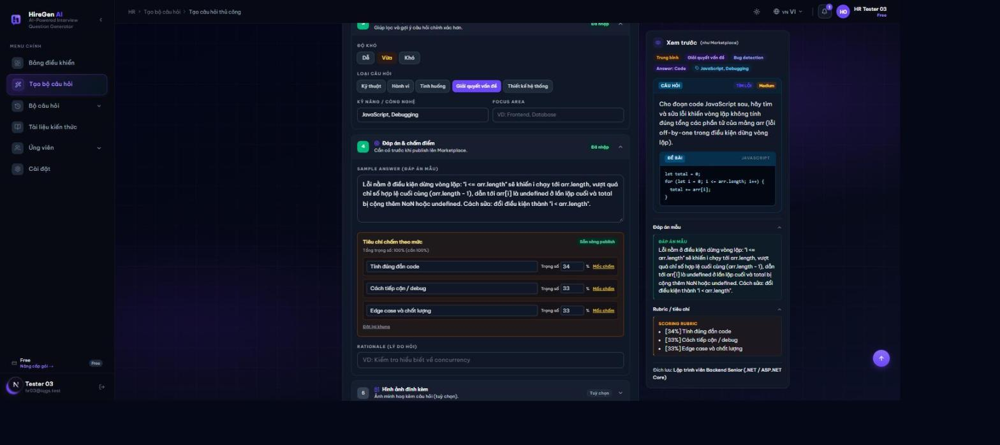 HireGen AI
AI-Powered Interview
Question Generator
MENU CHÍNH
Bảng điều khiển
Tạo bộ câu hỏi
Bộ câu hỏi
Tài liệu kiến thức
Ứng viên
Cài đặt
Free
Nâng cấp gói →
Free
N
Tester 03
hr03@iqgs.test
HR > Tạo bộ câu hỏi > Tạo câu hỏi thủ công
VN VI
1
H0
HR Tester 03
Free
Giúp lọc và gợi ý câu hỏi chính xác hơn.
Đã nhập
ĐỘ KHÓ
Dễ
Vừa
Khó
LOẠI CÂU HỎI
Kỹ thuật
Hành vi
Tình huống
Giải quyết vấn đề
Thiết kế hệ thống
KỸ NĂNG / CÔNG NGHỆ
FOCUS AREA
JavaScript, Debugging
VD: Frontend, Database
4
Đáp án & chấm điểm
Cần có trước khi publish lên Marketplace.
Đã nhập
SAMPLE ANSWER (ĐÁP ÁN MẪU)
Lỗi nằm ở điều kiện dừng vòng lặp: "i <= arr.length" sẽ khiến i chạy tới arr.length, vượt quá
chỉ số hợp lệ cuối cùng (arr.length - 1), dẫn tới arr[i] là undefined ở lần lặp cuối và total
bị cộng thêm NaN hoặc undefined. Cách sửa: đổi điều kiện thành "i < arr.length".
Tiêu chí chấm theo mức
Sẵn sàng publish
Tổng trọng số: 100% (cần 100%)
Tính đúng đắn code
Trọng số 34 % Mốc chấm
Cách tiếp cận / debug
Trọng số 33 % Mốc chấm
Edge case và chất lượng
Trọng số 33 % Mốc chấm
Đặt lại khung
RATIONALE (LÝ DO HỎI)
VD: Kiểm tra hiểu biết về concurrency
5
Hình ảnh đính kèm
Ảnh minh hoạ kèm câu hỏi (tuỳ chọn).
Tuỳ chọn
Xem trước (như Marketplace)
Trung bình
Giải quyết vấn đề
Bug detection
Answer: Code
JavaScript, Debugging
CÂU HỎI
TÌM LỖI
Medium
Cho đoạn code JavaScript sau, hãy tìm
và sửa lỗi khiến vòng lặp không tính
đúng tổng các phần tử của mảng arr (lỗi
off-by-one trong điều kiện dừng vòng
lặp).
ĐỀ BÀI
JAVASCRIPT
let total = 0;
for (let i = 0; i <= arr.length; i++) {
total += arr[i];
}
Đáp án mẫu
ĐÁP ÁN MẪU
Lỗi nằm ở điều kiện dừng vòng lặp: "i <=
arr.length" sẽ khiến i chạy tới arr.length, vượt
quá chỉ số hợp lệ cuối cùng (arr.length - 1), dẫn
tới arr[i] là undefined ở lần lặp cuối và total bị
cộng thêm NaN hoặc undefined. Cách sửa: đổi
điều kiện thành "i < arr.length".
Rubric / tiêu chí
SCORING RUBRIC
• [34%] Tính đúng đắn code
• [33%] Cách tiếp cận / debug
• [33%] Edge case và chất lượng
Đích lưu: Lập trình viên Backend Senior (.NET / ASP.NET
Core)